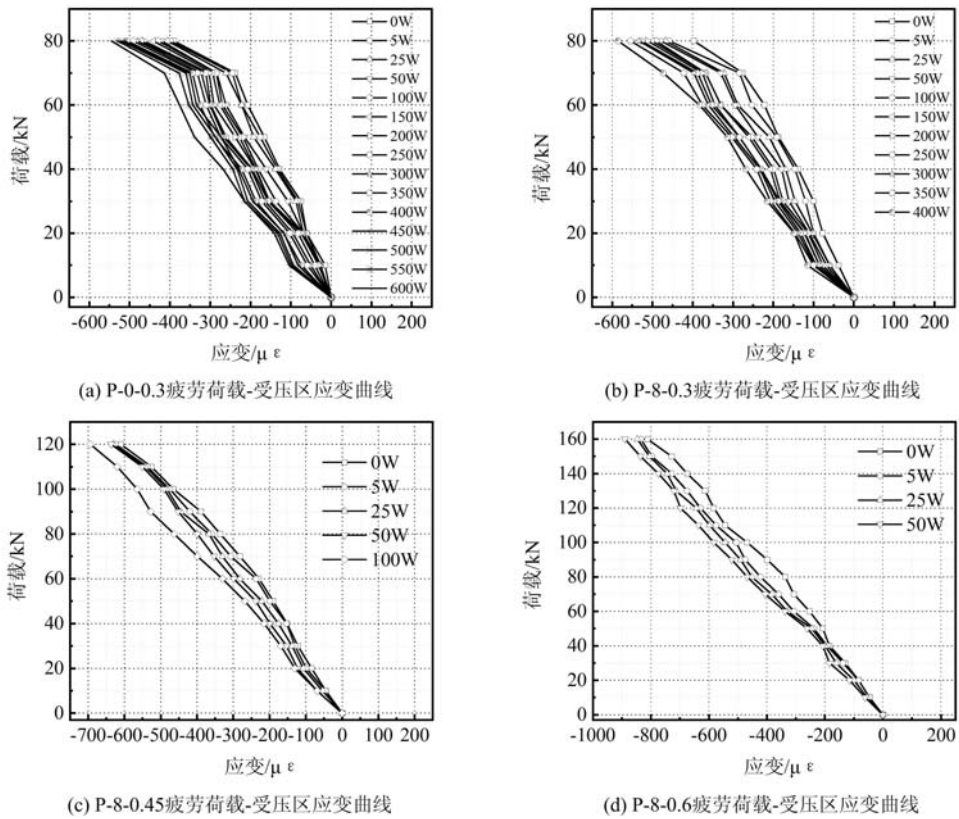 80
60
40
20
0
荷载/kN
-600 -500 -400 -300 -200 -100 0 100 200
应变/μ ε
0W
5W
25W
50W
100W
150W
200W
250W
300W
350W
400W
450W
500W
550W
600W
(a) P-0-0.3疲劳荷载-受压区应变曲线
80
60
40
20
0
荷载/kN
-600 -500 -400 -300 -200 -100 0 100 200
应变/μ ε
0W
5W
25W
50W
100W
150W
200W
250W
300W
350W
400W
(b) P-8-0.3疲劳荷载-受压区应变曲线
120
100
80
60
40
20
0
荷载/kN
-700 -600 -500 -400 -300 -200 -100 0 100 200
应变/μ ε
0W
5W
25W
50W
100W
(c) P-8-0.45疲劳荷载-受压区应变曲线
160
140
120
100
80
60
40
20
0
荷载/kN
-1000 -800 -600 -400 -200 0 200
应变/μ ε
0W
5W
25W
50W
(d) P-8-0.6疲劳荷载-受压区应变曲线